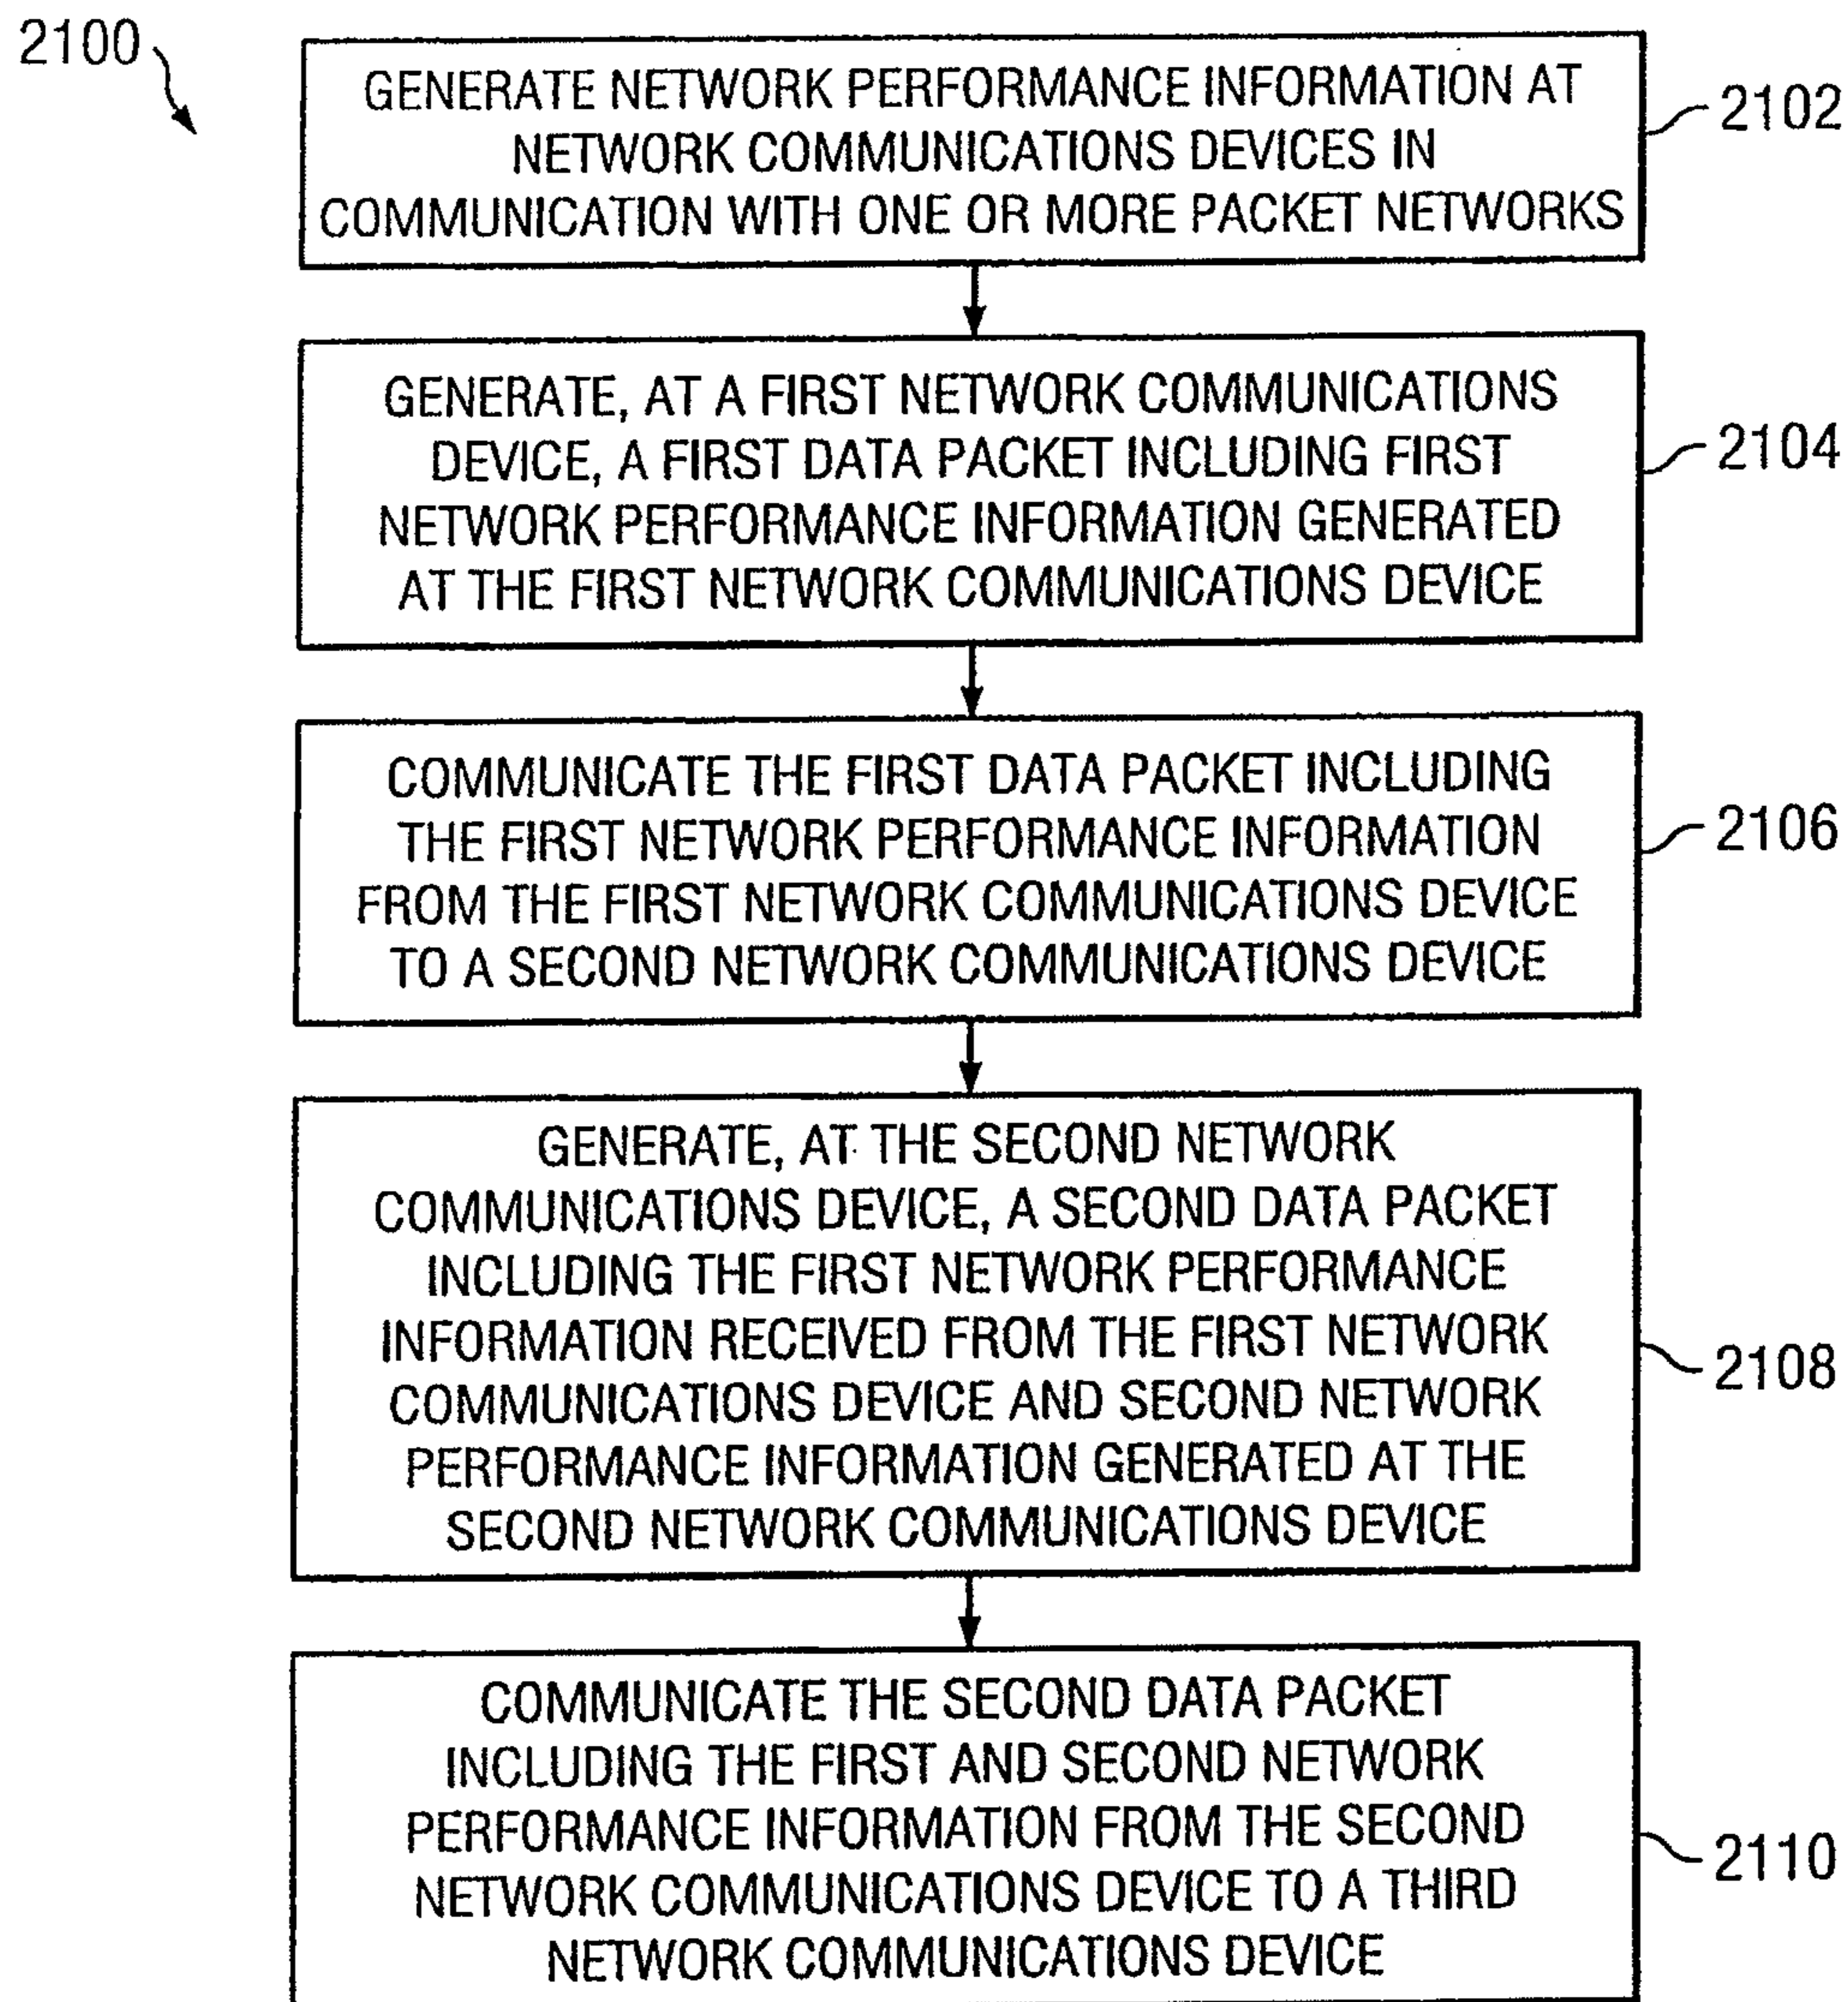 2100
GENERATE NETWORK PERFORMANCE INFORMATION AT
NETWORK COMMUNICATIONS DEVICES IN
COMMUNICATION WITH ONE OR MORE PACKET NETWORKS
2102
GENERATE, AT A FIRST NETWORK COMMUNICATIONS
DEVICE, A FIRST DATA PACKET INCLUDING FIRST
NETWORK PERFORMANCE INFORMATION GENERATED
AT THE FIRST NETWORK COMMUNICATIONS DEVICE
2104
COMMUNICATE THE FIRST DATA PACKET INCLUDING
THE FIRST NETWORK PERFORMANCE INFORMATION
FROM THE FIRST NETWORK COMMUNICATIONS DEVICE
TO A SECOND NETWORK COMMUNICATIONS DEVICE
2106
GENERATE, AT THE SECOND NETWORK
COMMUNICATIONS DEVICE, A SECOND DATA PACKET
INCLUDING THE FIRST NETWORK PERFORMANCE
INFORMATION RECEIVED FROM THE FIRST NETWORK
COMMUNICATIONS DEVICE AND SECOND NETWORK
PERFORMANCE INFORMATION GENERATED AT THE
SECOND NETWORK COMMUNICATIONS DEVICE
2108
COMMUNICATE THE SECOND DATA PACKET
INCLUDING THE FIRST AND SECOND NETWORK
PERFORMANCE INFORMATION FROM THE SECOND
NETWORK COMMUNICATIONS DEVICE TO A THIRD
NETWORK COMMUNICATIONS DEVICE
2110